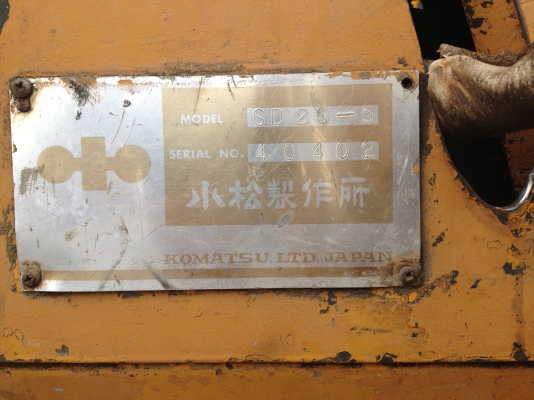 MODEL SD20-5
SERIAL NO. 40402
小松製作所
KOMATSU. LTD. JAPAN